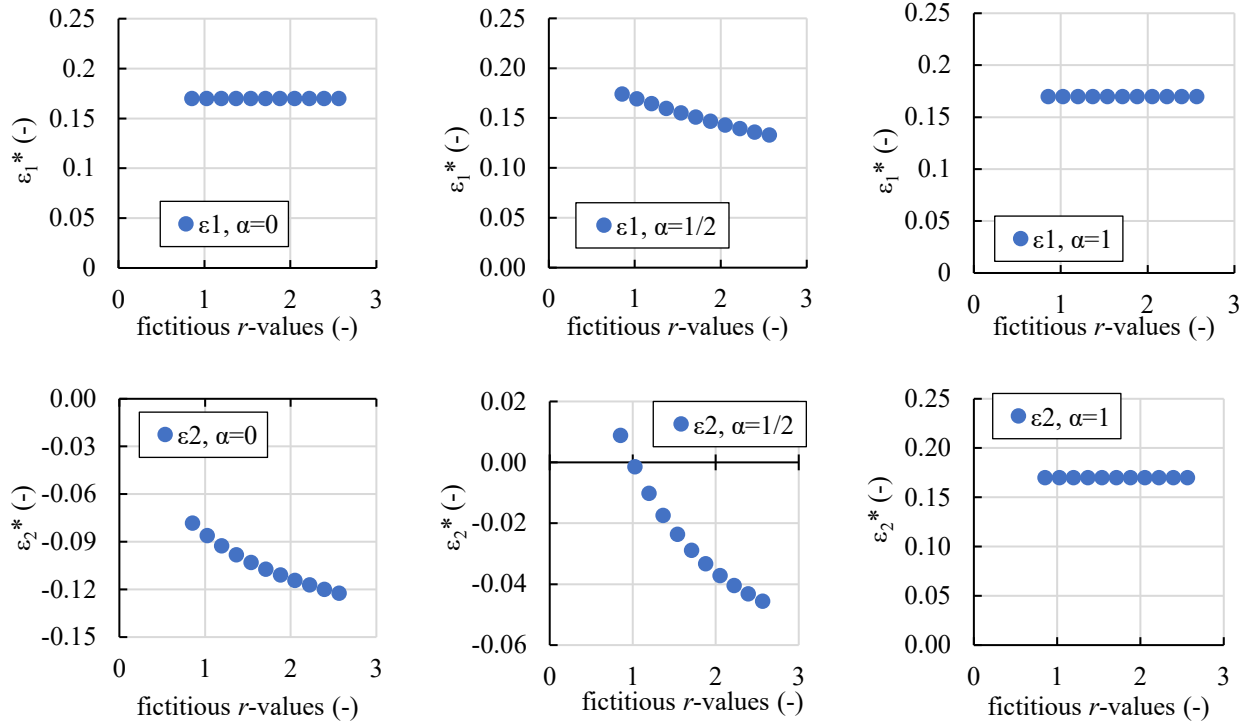 0.25
0.2
0.15
0.1
0.05
0
ε₁* (-)
ε1, α=0
0 1 2 3
fictitious r-values (-)
0.25
0.20
0.15
0.10
0.05
0.00
ε₁* (-)
ε1, α=1/2
0 1 2 3
fictitious r-values (-)
0.25
0.2
0.15
0.1
0.05
0
ε₁* (-)
ε1, α=1
0 1 2 3
fictitious r-values (-)
0.00
-0.03
-0.06
-0.09
-0.12
-0.15
ε₂* (-)
ε2, α=0
0 1 2 3
fictitious r-values (-)
0.02
0.00
-0.02
-0.04
-0.06
ε₂* (-)
ε2, α=1/2
0 1 2 3
fictitious r-values (-)
0.25
0.20
0.15
0.10
0.05
0.00
ε₂* (-)
ε2, α=1
0 1 2 3
fictitious r-values (-)